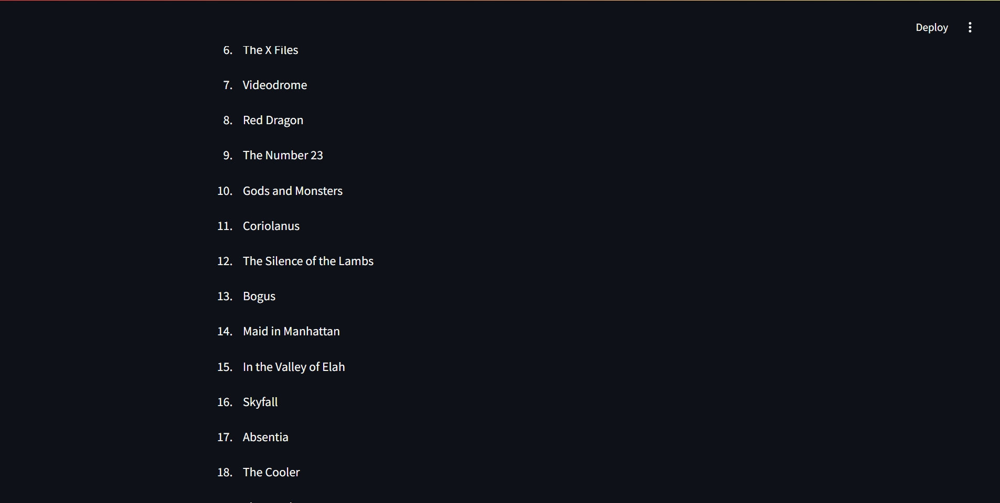 Deploy
6. The X Files
7. Videodrome
8. Red Dragon
9. The Number 23
10. Gods and Monsters
11. Coriolanus
12. The Silence of the Lambs
13. Bogus
14. Maid in Manhattan
15. In the Valley of Elah
16. Skyfall
17. Absentia
18. The Cooler